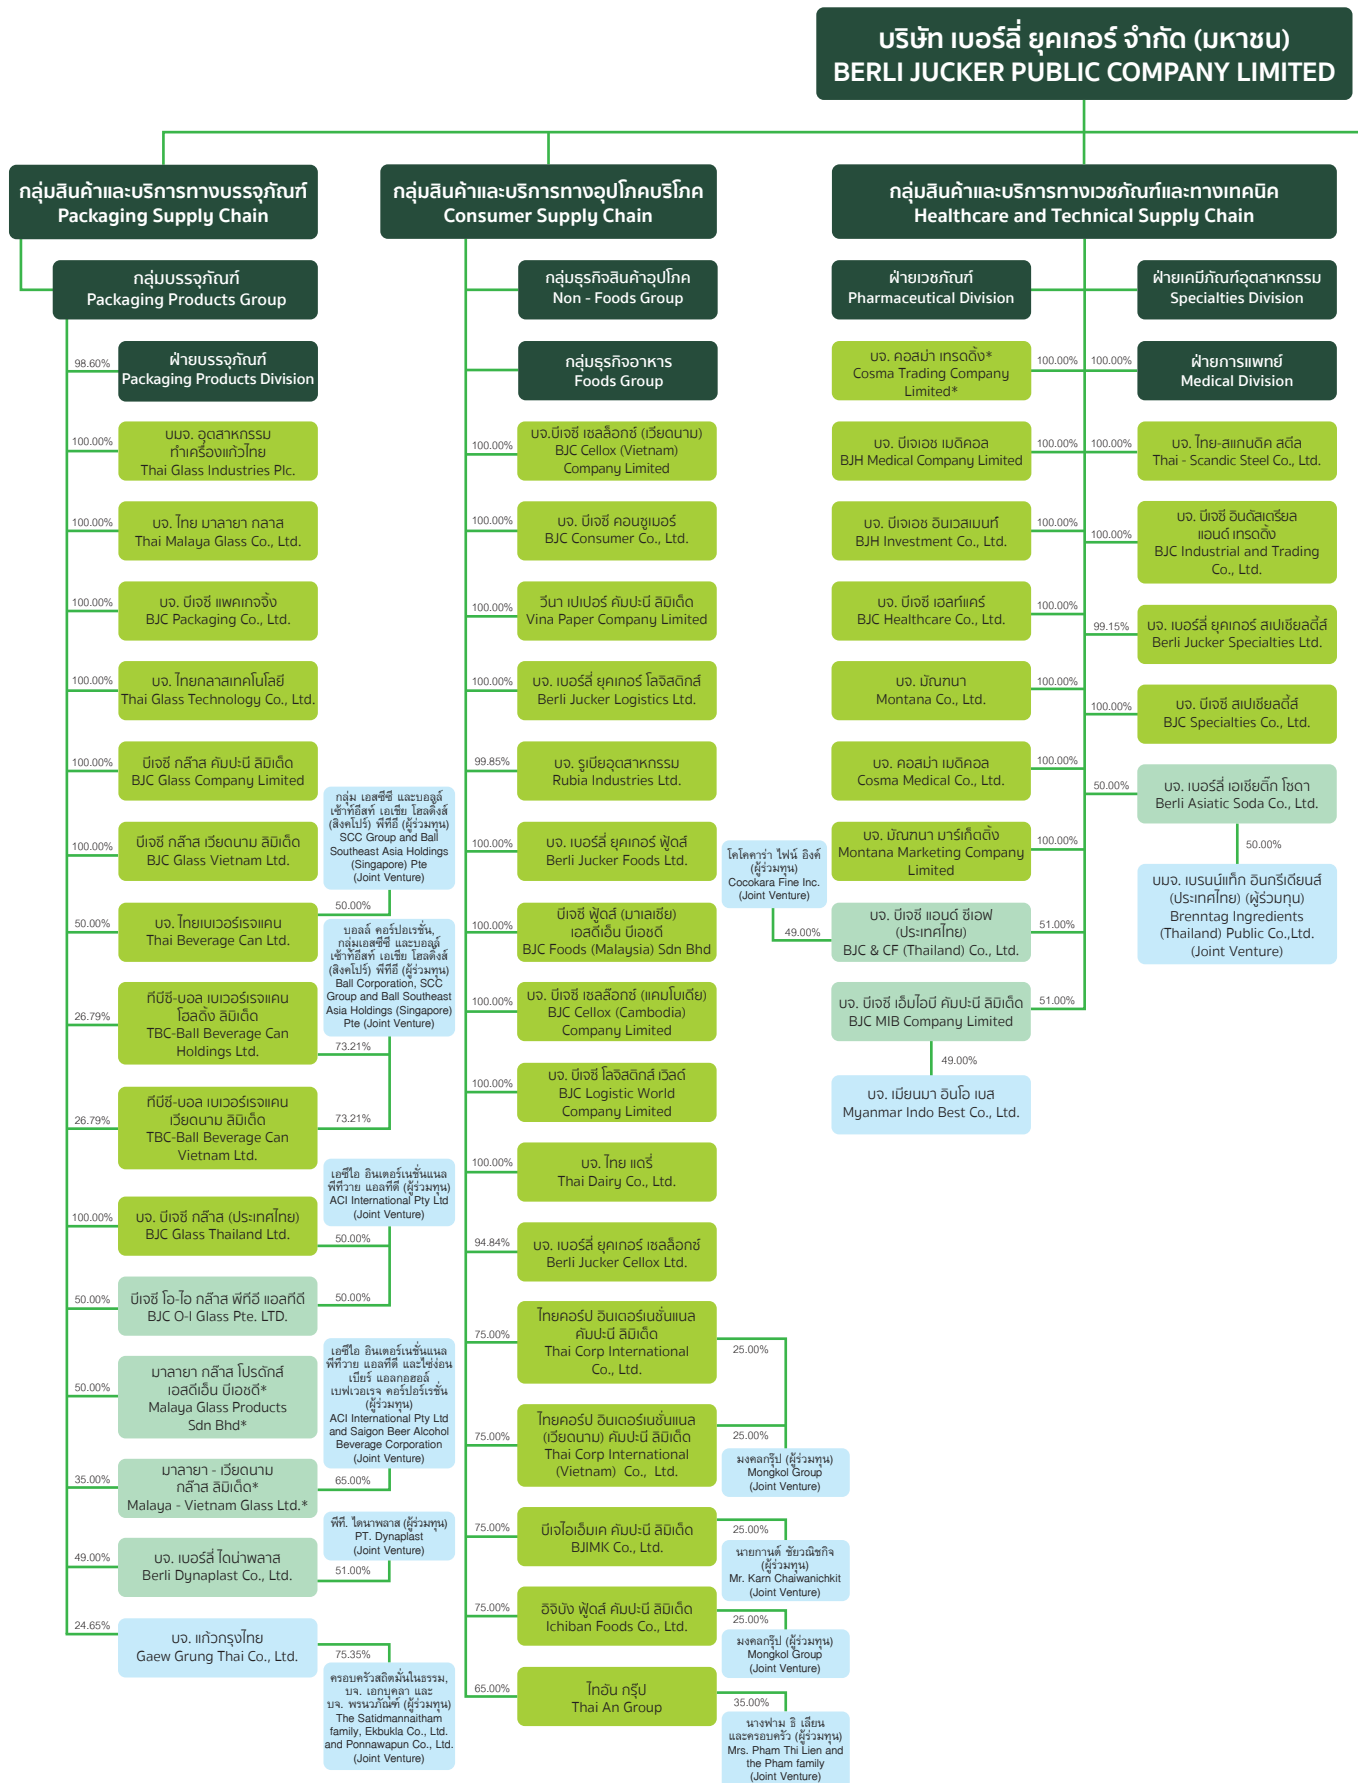 บริษัท เบอร์ลี่ ยุคเกอร์ จำกัด (มหาชน)
BERLI JUCKER PUBLIC COMPANY LIMITED
กลุ่มสินค้าและบริการทางบรรจุภัณฑ์
Packaging Supply Chain
กลุ่มบรรจุภัณฑ์
Packaging Products Group
98.60%
ฝ่ายบรรจุภัณฑ์
Packaging Products Division
100.00%
บมจ. อุตสาหกรรม
ทำเครื่องแก้วไทย
Thai Glass Industries Plc.
100.00%
บจ. ไทย มาลายา กลาส
Thai Malaya Glass Co., Ltd.
100.00%
บจ. บีเจซี แพคเกจจิ้ง
BJC Packaging Co., Ltd.
100.00%
บจ. ไทยกลาสเทคโนโลยี
Thai Glass Technology Co., Ltd.
100.00%
บีเจซี กล๊าส คัมปะนี ลิมิเต็ด
BJC Glass Company Limited
100.00%
บีเจซี กล๊าส เวียดนาม ลิมิเต็ด
BJC Glass Vietnam Ltd.
กลุ่ม เอสซีซี และบอลล์
เซ้าท์อีสท์ เอเชีย โฮลดิ้งส์
(สิงคโปร์) พีทีอี (ผู้ร่วมทุน)
SCC Group and Ball
Southeast Asia Holdings
(Singapore) Pte
(Joint Venture)
50.00%
50.00%
บจ. ไทยเบเวอร์เรจแคน
Thai Beverage Can Ltd.
บอลล์ คอร์ปอเรชั่น,
กลุ่มเอสซีซี และบอลล์
เซ้าท์อีสท์ เอเชีย โฮลดิ้งส์
(สิงคโปร์) พีทีอี (ผู้ร่วมทุน)
Ball Corporation, SCC
Group and Ball Southeast
Asia Holdings (Singapore)
Pte (Joint Venture)
26.79%
ทีบีซี-บอล เบเวอร์เรจแคน
โฮลดิ้ง ลิมิเต็ด
TBC-Ball Beverage Can
Holdings Ltd.
73.21%
26.79%
ทีบีซี-บอล เบเวอร์เรจแคน
เวียดนาม ลิมิเต็ด
TBC-Ball Beverage Can
Vietnam Ltd.
73.21%
เอซีไอ อินเตอร์เนชั่นแนล
พีทีวาย แอลทีดี (ผู้ร่วมทุน)
ACI International Pty Ltd
(Joint Venture)
100.00%
บจ. บีเจซี กล๊าส (ประเทศไทย)
BJC Glass Thailand Ltd.
50.00%
50.00%
บีเจซี โอ-ไอ กล๊าส พีทีอี แอลทีดี
BJC O-I Glass Pte. LTD.
50.00%
เอซีไอ อินเตอร์เนชั่นแนล
พีทีวาย แอลทีดี และไซ่ง่อน
เบียร์ แอลกอฮอล์
เบฟเวอเรจ คอร์ปอร์เรชั่น
(ผู้ร่วมทุน)
ACI International Pty Ltd
and Saigon Beer Alcohol
Beverage Corporation
(Joint Venture)
50.00%
มาลายา กล๊าส โปรดักส์
เอสดีเอ็น บีเอชดี*
Malaya Glass Products
Sdn Bhd*
35.00%
มาลายา - เวียดนาม
กล๊าส ลิมิเต็ด*
Malaya - Vietnam Glass Ltd.*
65.00%
พีที. ไดนาพลาส (ผู้ร่วมทุน)
PT. Dynaplast
(Joint Venture)
49.00%
บจ. เบอร์ลี่ ไดน่าพลาส
Berli Dynaplast Co., Ltd.
51.00%
24.65%
บจ. แก้วกรุงไทย
Gaew Grung Thai Co., Ltd.
75.35%
ครอบครัวสถิตมั่นในธรรม,
บจ. เอกบุคลา และ
บจ. พรนวภัณฑ์ (ผู้ร่วมทุน)
The Satidmannaitham
family, Ekbukla Co., Ltd.
and Ponnawapun Co., Ltd.
(Joint Venture)
กลุ่มสินค้าและบริการทางอุปโภคบริโภค
Consumer Supply Chain
กลุ่มธุรกิจสินค้าอุปโภค
Non - Foods Group
กลุ่มธุรกิจอาหาร
Foods Group
100.00%
บจ.บีเจซี เซลล็อกซ์ (เวียดนาม)
BJC Cellox (Vietnam)
Company Limited
100.00%
บจ. บีเจซี คอนซูเมอร์
BJC Consumer Co., Ltd.
100.00%
วีนา เปเปอร์ คัมปะนี ลิมิเต็ด
Vina Paper Company Limited
100.00%
บจ. เบอร์ลี่ ยุคเกอร์ โลจิสติกส์
Berli Jucker Logistics Ltd.
99.85%
บจ. รูเบียอุตสาหกรรม
Rubia Industries Ltd.
100.00%
บจ. เบอร์ลี่ ยุคเกอร์ ฟู้ดส์
Berli Jucker Foods Ltd.
100.00%
บีเจซี ฟู้ดส์ (มาเลเซีย)
เอสดีเอ็น บีเอชดี
BJC Foods (Malaysia) Sdn Bhd
100.00%
บจ. บีเจซี เซลล๊อกซ์ (แคมโบเดีย)
BJC Cellox (Cambodia)
Company Limited
100.00%
บจ. บีเจซี โลจิสติกส์ เวิลด์
BJC Logistic World
Company Limited
100.00%
บจ. ไทย แดรี่
Thai Dairy Co., Ltd.
94.84%
บจ. เบอร์ลี่ ยุคเกอร์ เซลล็อกซ์
Berli Jucker Cellox Ltd.
75.00%
ไทยคอร์ป อินเตอร์เนชั่นแนล
คัมปะนี ลิมิเต็ด
Thai Corp International
Co., Ltd.
25.00%
75.00%
ไทยคอร์ป อินเตอร์เนชั่นแนล
(เวียดนาม) คัมปะนี ลิมิเต็ด
Thai Corp International
(Vietnam) Co., Ltd.
25.00%
มงคลกรุ๊ป (ผู้ร่วมทุน)
Mongkol Group
(Joint Venture)
75.00%
บีเจไอเอ็มเค คัมปะนี ลิมิเต็ด
BJIMK Co., Ltd.
25.00%
นายกานต์ ชัยวณิชกิจ
(ผู้ร่วมทุน)
Mr. Karn Chaiwanichkit
(Joint Venture)
75.00%
อิจิบัง ฟู้ดส์ คัมปะนี ลิมิเต็ด
Ichiban Foods Co., Ltd.
25.00%
มงคลกรุ๊ป (ผู้ร่วมทุน)
Mongkol Group
(Joint Venture)
65.00%
ไทอัน กรุ๊ป
Thai An Group
35.00%
นางฟาม ธิ เลียน
และครอบครัว (ผู้ร่วมทุน)
Mrs. Pham Thi Lien and
the Pham family
(Joint Venture)
กลุ่มสินค้าและบริการทางเวชภัณฑ์และทางเทคนิค
Healthcare and Technical Supply Chain
ฝ่ายเวชภัณฑ์
Pharmaceutical Division
บจ. คอสม่า เทรดดิ้ง*
Cosma Trading Company
Limited*
100.00%
บจ. บีเจเอช เมดิคอล
BJH Medical Company Limited
100.00%
บจ. บีเจเอช อินเวสเมนท์
BJH Investment Co., Ltd.
100.00%
บจ. บีเจซี เฮลท์แคร์
BJC Healthcare Co., Ltd.
100.00%
บจ. มัณฑนา
Montana Co., Ltd.
100.00%
บจ. คอสม่า เมดิคอล
Cosma Medical Co., Ltd.
100.00%
บจ. มัณฑนา มาร์เก็ตติ้ง
Montana Marketing Company
Limited
100.00%
โคโคคาร่า ไฟน์ อิงค์
(ผู้ร่วมทุน)
Cocokara Fine Inc.
(Joint Venture)
49.00%
บจ. บีเจซี แอนด์ ซีเอฟ
(ประเทศไทย)
BJC & CF (Thailand) Co., Ltd.
51.00%
บจ. บีเจซี เอ็มไอบี คัมปะนี ลิมิเต็ด
BJC MIB Company Limited
51.00%
49.00%
บจ. เมียนมา อินโอ เบส
Myanmar Indo Best Co., Ltd.
ฝ่ายเคมีภัณฑ์อุตสาหกรรม
Specialties Division
100.00%
ฝ่ายการแพทย์
Medical Division
100.00%
บจ. ไทย-สแกนดิค สตีล
Thai - Scandic Steel Co., Ltd.
100.00%
บจ. บีเจซี อินดัสเตรียล
แอนด์ เทรดดิ้ง
BJC Industrial and Trading
Co., Ltd.
99.15%
บจ. เบอร์ลี่ ยุคเกอร์ สเปเชียลตี้ส์
Berli Jucker Specialties Ltd.
100.00%
บจ. บีเจซี สเปเชียลตี้ส์
BJC Specialties Co., Ltd.
50.00%
บจ. เบอร์ลี่ เอเชียติ๊ก โซดา
Berli Asiatic Soda Co., Ltd.
50.00%
บมจ. เบรนน์แท็ก อินกรีเดียนส์
(ประเทศไทย) (ผู้ร่วมทุน)
Brenntag Ingredients
(Thailand) Public Co.,Ltd.
(Joint Venture)